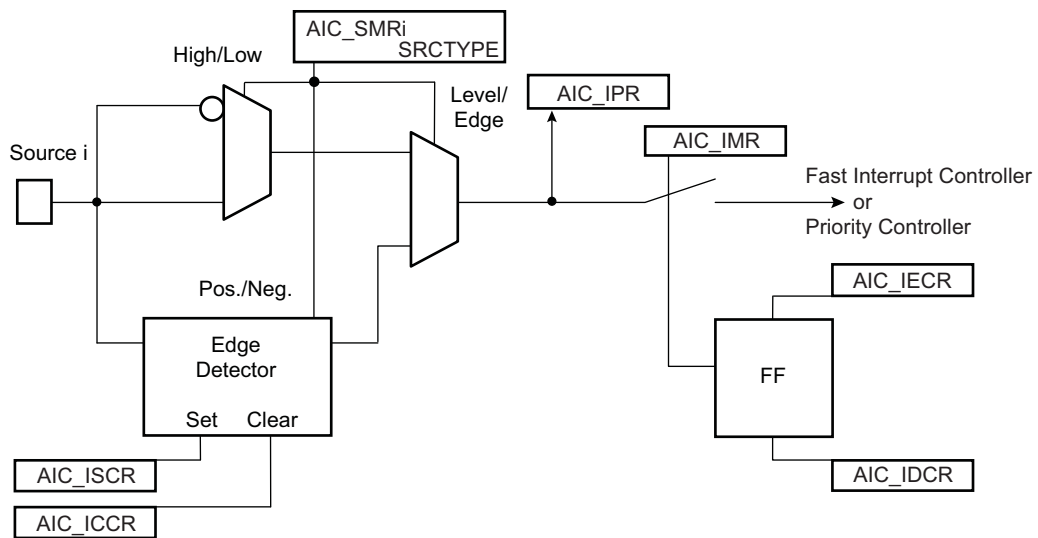 AIC_SMRi
SRCTYPE
High/Low
Level/
Edge
AIC_IPR
AIC_IMR
Source i
Fast Interrupt Controller
or
Priority Controller
Pos./Neg.
AIC_IECR
Edge
Detector
FF
Set Clear
AIC_ISCR
AIC_IDCR
AIC_ICCR